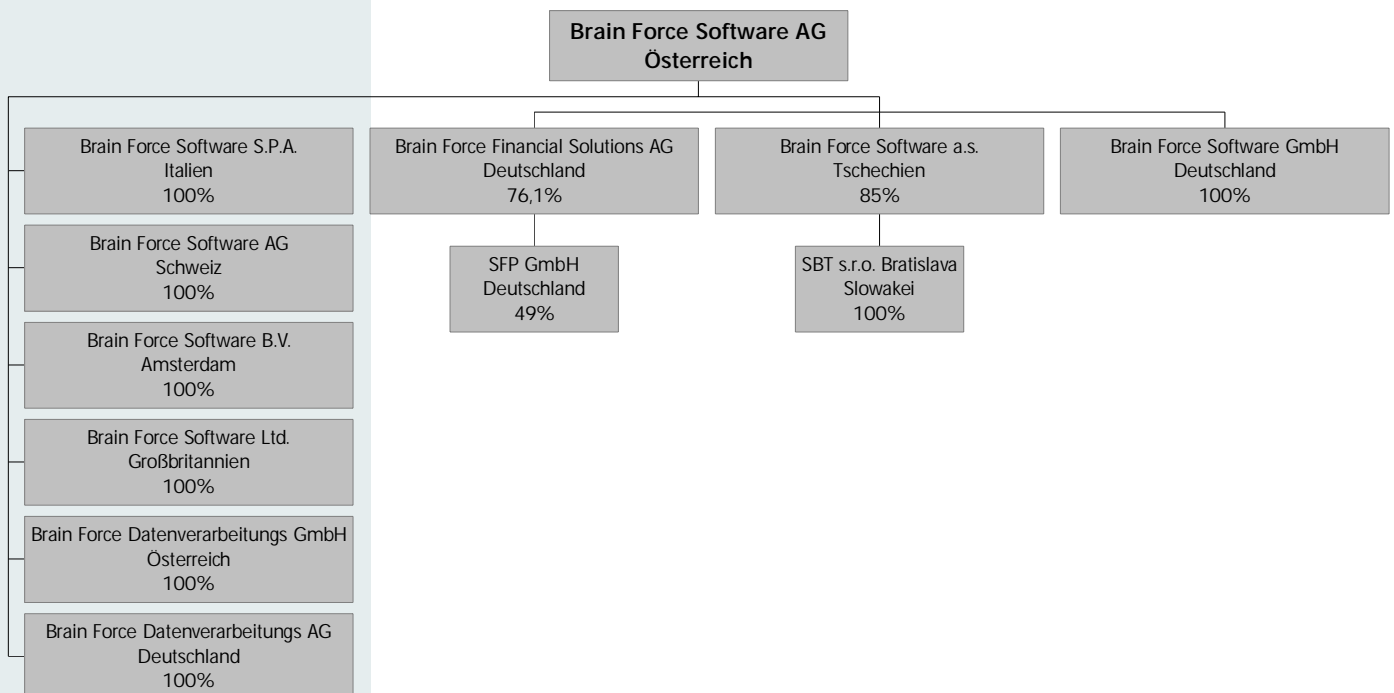 Brain Force Software AG
Österreich
Brain Force Software S.P.A.
Italien
100%
Brain Force Financial Solutions AG
Deutschland
76,1%
Brain Force Software a.s.
Tschechien
85%
Brain Force Software GmbH
Deutschland
100%
Brain Force Software AG
Schweiz
100%
SFP GmbH
Deutschland
49%
SBT s.r.o. Bratislava
Slowakei
100%
Brain Force Software B.V.
Amsterdam
100%
Brain Force Software Ltd.
Großbritannien
100%
Brain Force Datenverarbeitungs GmbH
Österreich
100%
Brain Force Datenverarbeitungs AG
Deutschland
100%